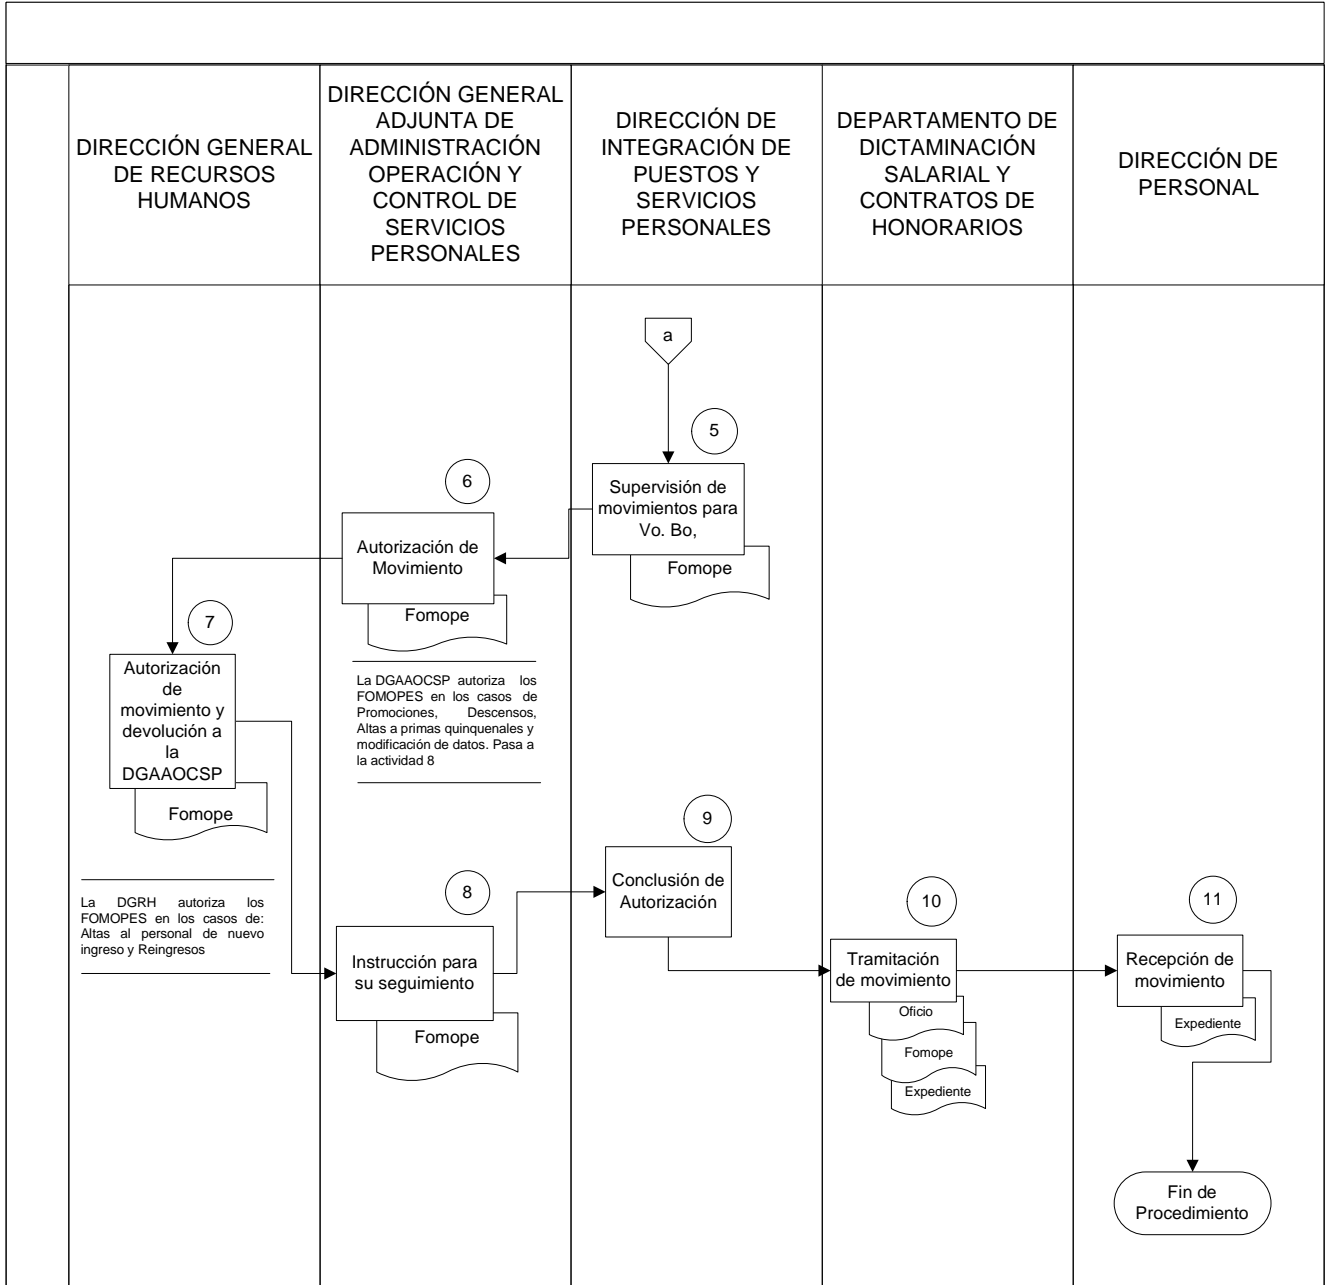 DIRECCIÓN GENERAL
DE RECURSOS
HUMANOS
DIRECCIÓN GENERAL
ADJUNTA DE
ADMINISTRACIÓN
OPERACIÓN Y
CONTROL DE
SERVICIOS
PERSONALES
DIRECCIÓN DE
INTEGRACIÓN DE
PUESTOS Y
SERVICIOS
PERSONALES
DEPARTAMENTO DE
DICTAMINACIÓN
SALARIAL Y
CONTRATOS DE
HONORARIOS
DIRECCIÓN DE
PERSONAL
a
5
Supervisión de
movimientos para
Vo. Bo,
Fomope
6
Autorización de
Movimiento
Fomope
La DGAAOCSP autoriza los
FOMOPES en los casos de
Promociones, Descensos,
Altas a primas quinquenales y
modificación de datos. Pasa a
la actividad 8
7
Autorización
de
movimiento y
devolución a
la
DGAAOCSP
Fomope
La DGRH autoriza los
FOMOPES en los casos de:
Altas al personal de nuevo
ingreso y Reingresos
8
Instrucción para
su seguimiento
Fomope
9
Conclusión de
Autorización
10
Tramitación
de movimiento
Oficio
Fomope
Expediente
11
Recepción de
movimiento
Expediente
Fin de
Procedimiento